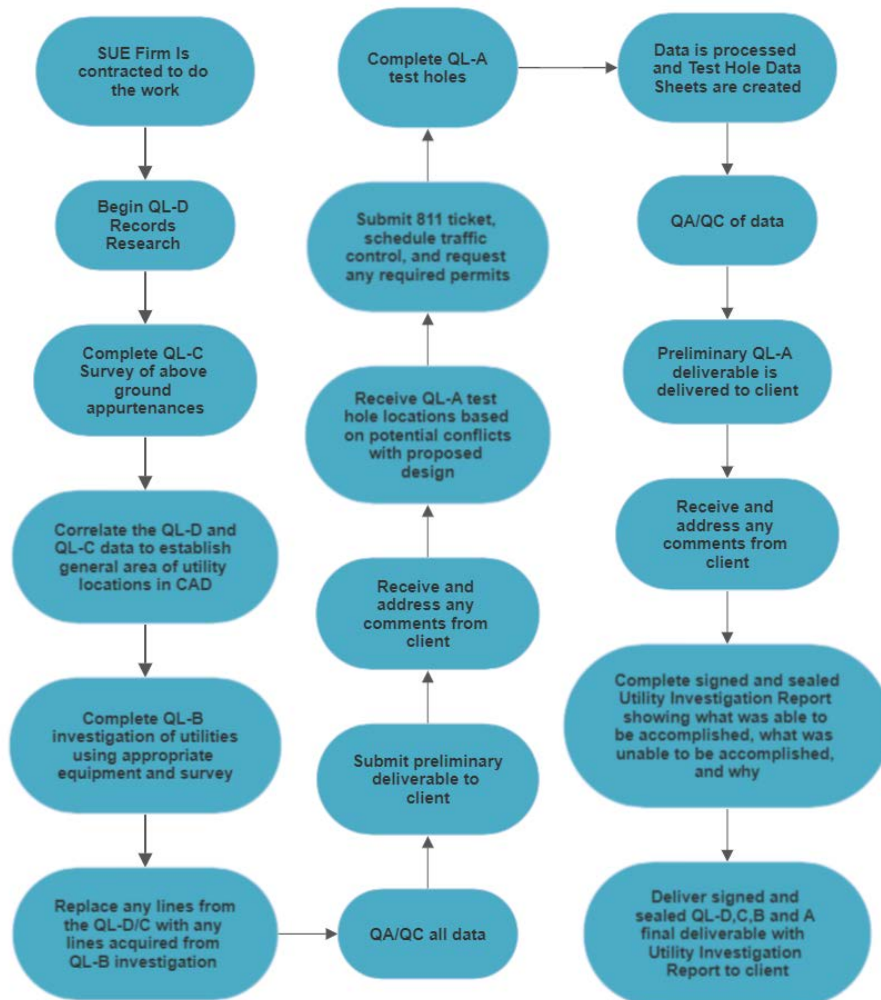 SUE Firm Is
contracted to do
the work
Begin QL-D
Records
Research
Complete QL-C
Survey of above
ground
appurtenances
Correlate the QL-D and
QL-C data to establish
general area of utility
locations in CAD
Complete QL-B
investigation of utilities
using appropriate
equipment and survey
Replace any lines from
the QL-D/C with any
lines acquired from
QL-B investigation
QA/QC all data
Submit preliminary
deliverable to
client
Receive and
address any
comments from
client
Receive QL-A test
hole locations based
on potential conflicts
with proposed
design
Submit 811 ticket,
schedule traffic
control, and request
any required permits
Complete QL-A
test holes
Data is processed
and Test Hole Data
Sheets are created
QA/QC of data
Preliminary QL-A
deliverable is
delivered to client
Receive and
address any
comments from
client
Complete signed and sealed
Utility Investigation Report
showing what was able to
be accomplished, what was
unable to be accomplished,
and why
Deliver signed and
sealed QL-D,C,B and A
final deliverable with
Utility Investigation
Report to client